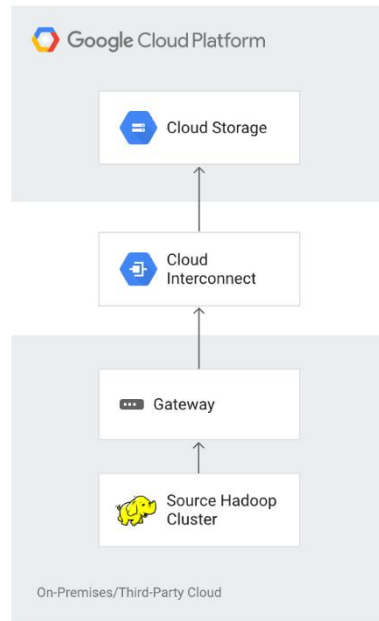 Google Cloud Platform
Cloud Storage
Cloud
Interconnect
Gateway
Source Hadoop
Cluster
On-Premises/Third-Party Cloud